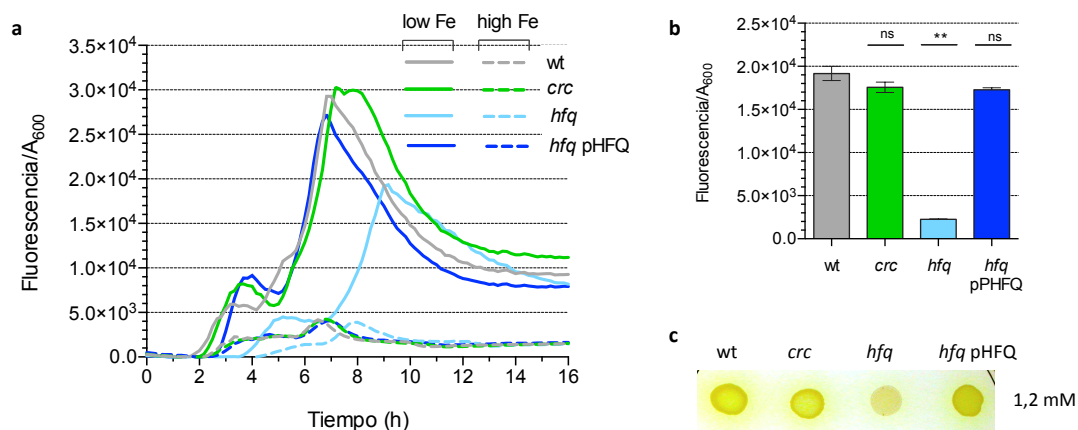 a
low Fe high Fe
wt
crc
hfq
hfq pHFQ
Fluorescencia/A600
3.5×10⁴
3.0×10⁴
2.5×10⁴
2.0×10⁴
1.5×10⁴
1.0×10⁴
5.0×10³
0.0
0 2 4 6 8 10 12 14 16
Tiempo (h)
b
ns ** ns
Fluorescencia/A600
2.5×10⁴
2.0×10⁴
1.5×10⁴
1.0×10⁴
5.0×10³
0.0
wt crc hfq hfq
pPHFQ
c
wt crc hfq hfq pHFQ
1,2 mM